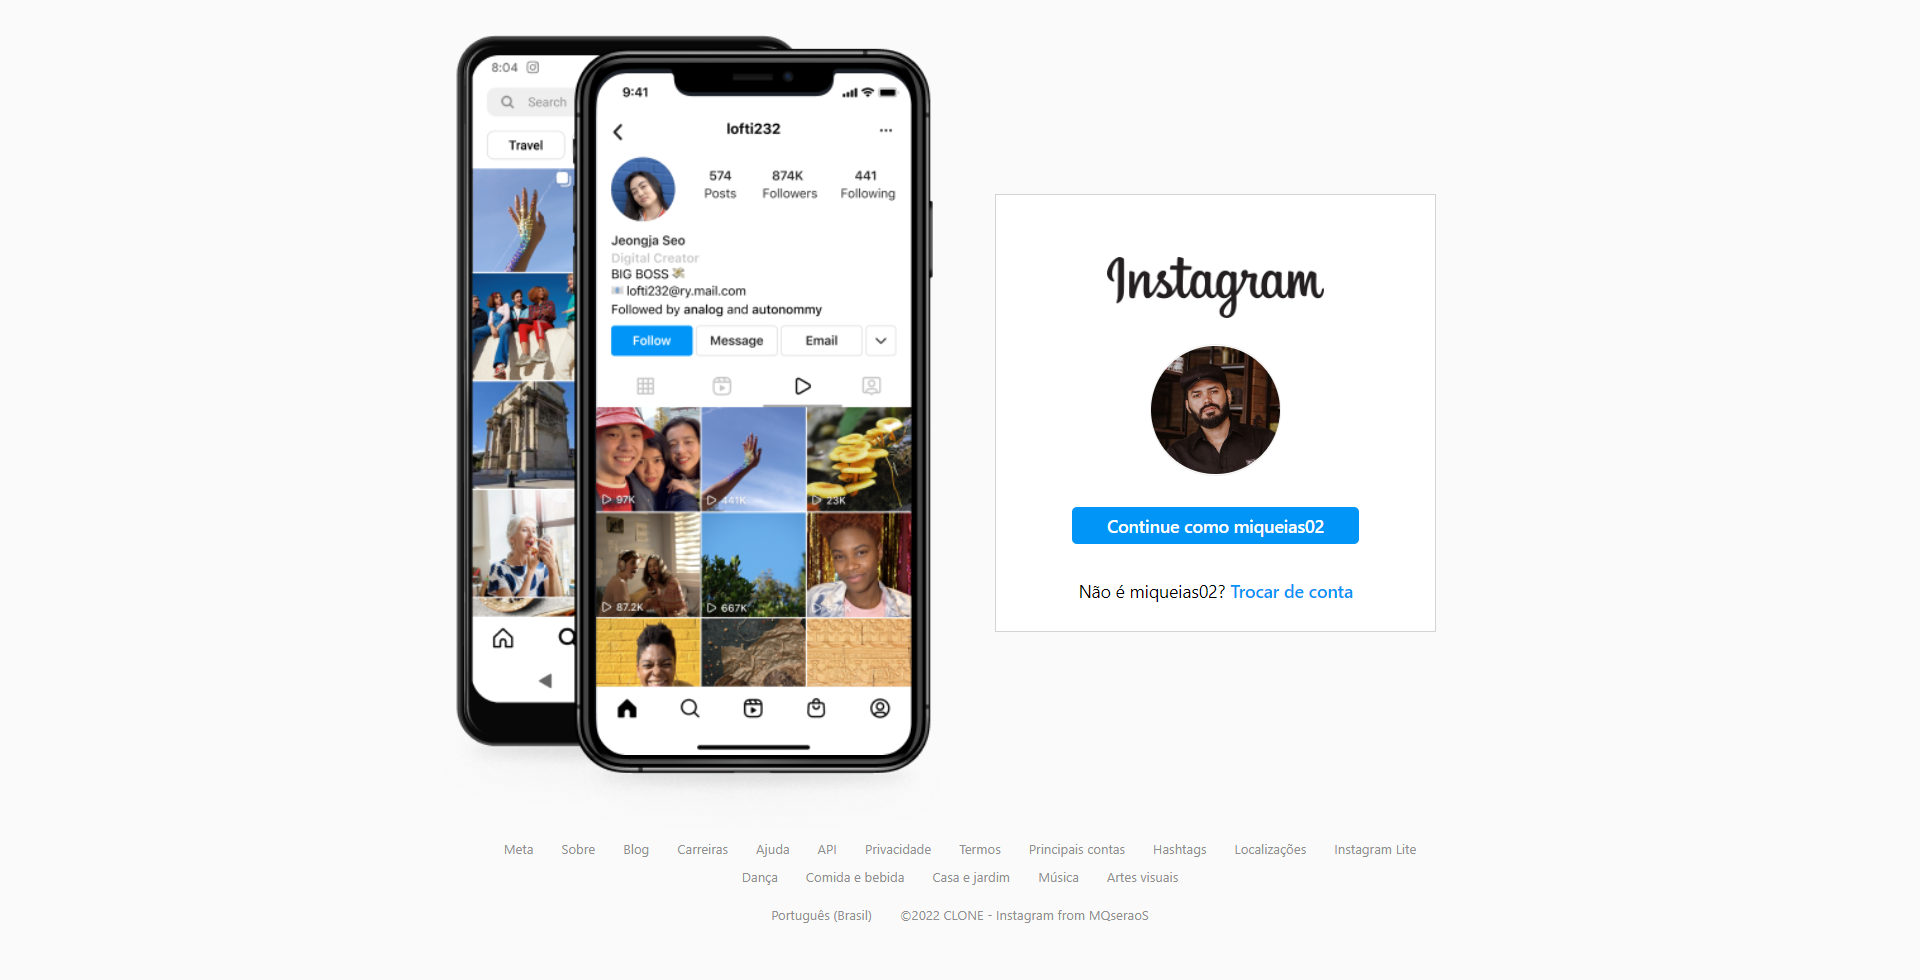 8:04
Search
Travel
9:41
lofti232
574 874K 441
Posts Followers Following
Jeongja Seo
Digital Creator
BIG BOSS
lofti232@ry.mail.com
Followed by analog and autonommy
Follow Message Email
97K 441K 23K
87.2K 667K
Instagram
Continue como miqueias02
Não é miqueias02? Trocar de conta
Meta Sobre Blog Carreiras Ajuda API Privacidade Termos Principais contas Hashtags Localizações Instagram Lite
Dança Comida e bebida Casa e jardim Música Artes visuais
Português (Brasil) ©2022 CLONE - Instagram from MQseraoS